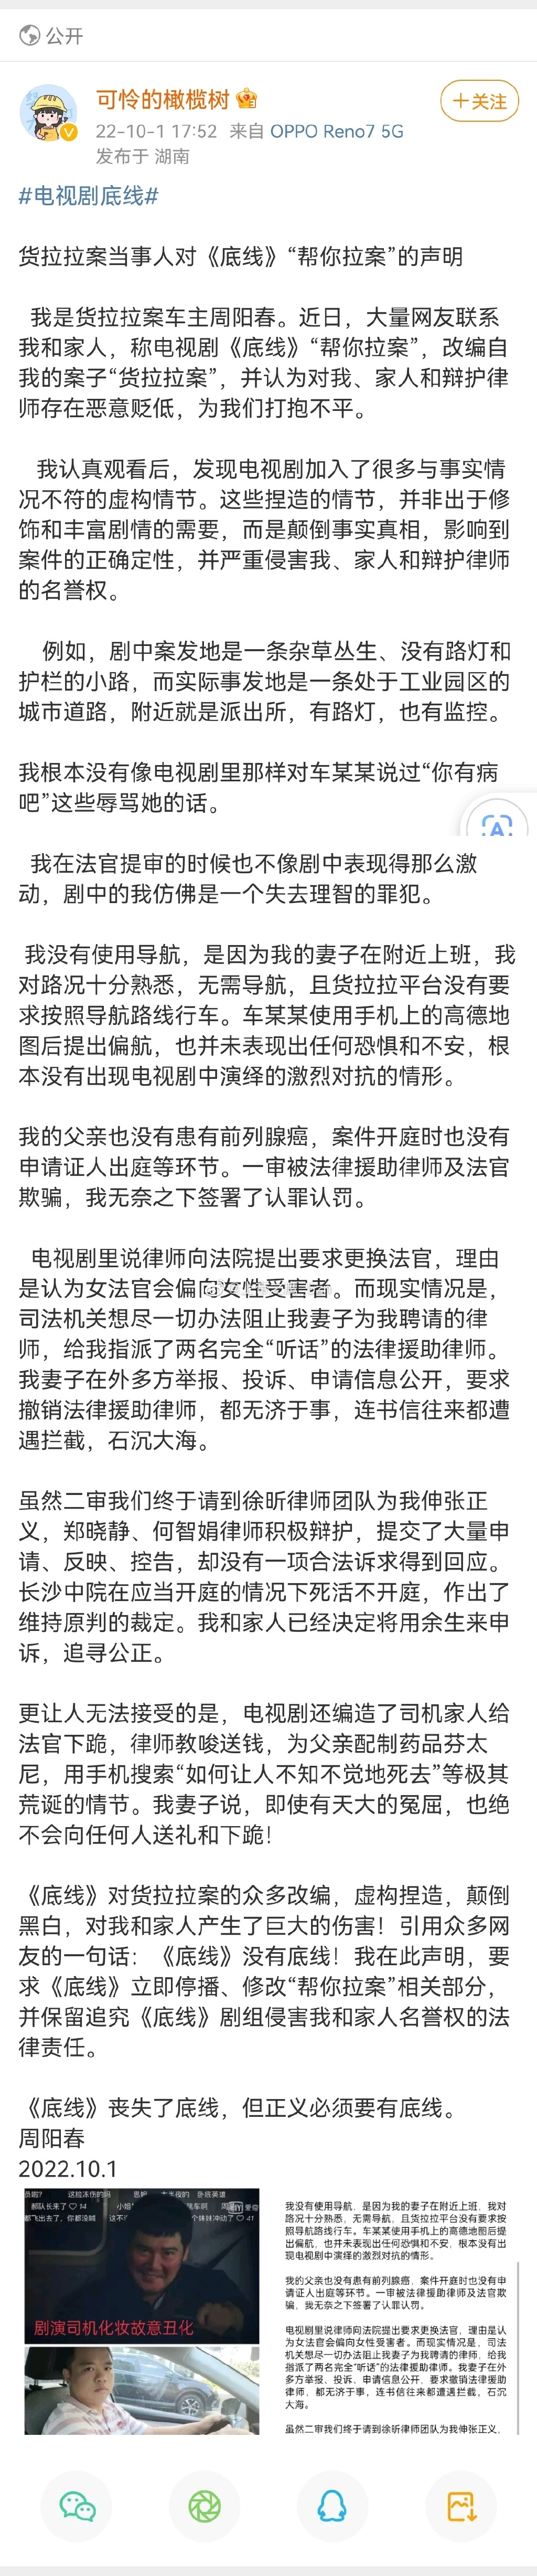 公开
可怜的橄榄树
22-10-1 17:52 来自 OPPO Reno7 5G
发布于 湖南
十关注
#电视剧底线#
货拉拉案当事人对《底线》“帮你拉案”的声明
我是货拉拉案车主周阳春。近日，大量网友联系
我和家人，称电视剧《底线》“帮你拉案”，改编自
我的案子“货拉拉案”，并认为对我、家人和辩护律
师存在恶意贬低，为我们打抱不平。
我认真观看后，发现电视剧加入了很多与事实情
况不符的虚构情节。这些捏造的情节，并非出于修
饰和丰富剧情的需要，而是颠倒事实真相，影响到
案件的正确定性，并严重侵害我、家人和辩护律师
的名誉权。
例如，剧中案发地是一条杂草丛生、没有路灯和
护栏的小路，而实际事发地是一条处于工业园区的
城市道路，附近就是派出所，有路灯，也有监控。
我根本没有像电视剧里那样对车某某说过“你有病
吧”这些辱骂她的话。
A
我在法官提审的时候也不像剧中表现得那么激
动，剧中的我仿佛是一个失去理智的罪犯。
我没有使用导航，是因为我的妻子在附近上班，我
对路况十分熟悉，无需导航，且货拉拉平台没有要
求按照导航路线行车。车某某使用手机上的高德地
图后提出偏航，也并未表现出任何恐惧和不安，根
本没有出现电视剧中演绎的激烈对抗的情形。
我的父亲也没有患有前列腺癌，案件开庭时也没有
申请证人出庭等环节。一审被法律援助律师及法官
欺骗，我无奈之下签署了认罪认罚。
电视剧里说律师向法院提出要求更换法官，理由
是认为女法官会偏向女性受害者。而现实情况是，
司法机关想尽一切办法阻止我妻子为我聘请的律
师，给我指派了两名完全“听话”的法律援助律师。
我妻子在外多方举报、投诉、申请信息公开，要求
撤销法律援助律师，都无济于事，连书信往来都遭
遇拦截，石沉大海。
虽然二审我们终于请到徐昕律师团队为我伸张正
义，郑晓静、何智娟律师积极辩护，提交了大量申
请、反映、控告，却没有一项合法诉求得到回应。
长沙中院在应当开庭的情况下死活不开庭，作出了
维持原判的裁定。我和家人已经决定将用余生来申
诉，追寻公正。
更让人无法接受的是，电视剧还编造了司机家人给
法官下跪，律师教唆送钱，为父亲配制药品芬太
尼，用手机搜索“如何让人不知不觉地死去”等极其
荒诞的情节。我妻子说，即使有天大的冤屈，也绝
不会向任何人送礼和下跪！
《底线》对货拉拉案的众多改编，虚构捏造，颠倒
黑白，对我和家人产生了巨大的伤害！引用众多网
友的一句话：《底线》没有底线！我在此声明，要
求《底线》立即停播、修改“帮你拉案”相关部分，
并保留追究《底线》剧组侵害我和家人名誉权的法
律责任。
《底线》丧失了底线，但正义必须要有底线。
周阳春
2022.10.1
剧演司机化妆故意丑化
我没有使用导航，是因为我的妻子在附近上班，我对
路况十分熟悉，无需导航，且货拉拉平台没有要求按
照导航路线行车。车某某使用手机上的高德地图后提
出偏航，也并未表现出任何恐惧和不安，根本没有出
现电视剧中演绎的激烈对抗的情形。
我的父亲也没有患有前列腺癌，案件开庭时也没有申
请证人出庭等环节。一审被法律援助律师及法官欺
骗，我无奈之下签署了认罪认罚。
电视剧里说律师向法院提出要求更换法官，理由是认
为女法官会偏向女性受害者。而现实情况是，司法机
关想尽一切办法阻止我妻子为我聘请的律师，给我
指派了两名完全“听话”的法律援助律师。我妻子在外
多方举报、投诉、申请信息公开，要求撤销法律援助
律师，都无济于事，连书信往来都遭遇拦截，石沉
大海。
虽然二审我们终于请到徐昕律师团队为我伸张正义，